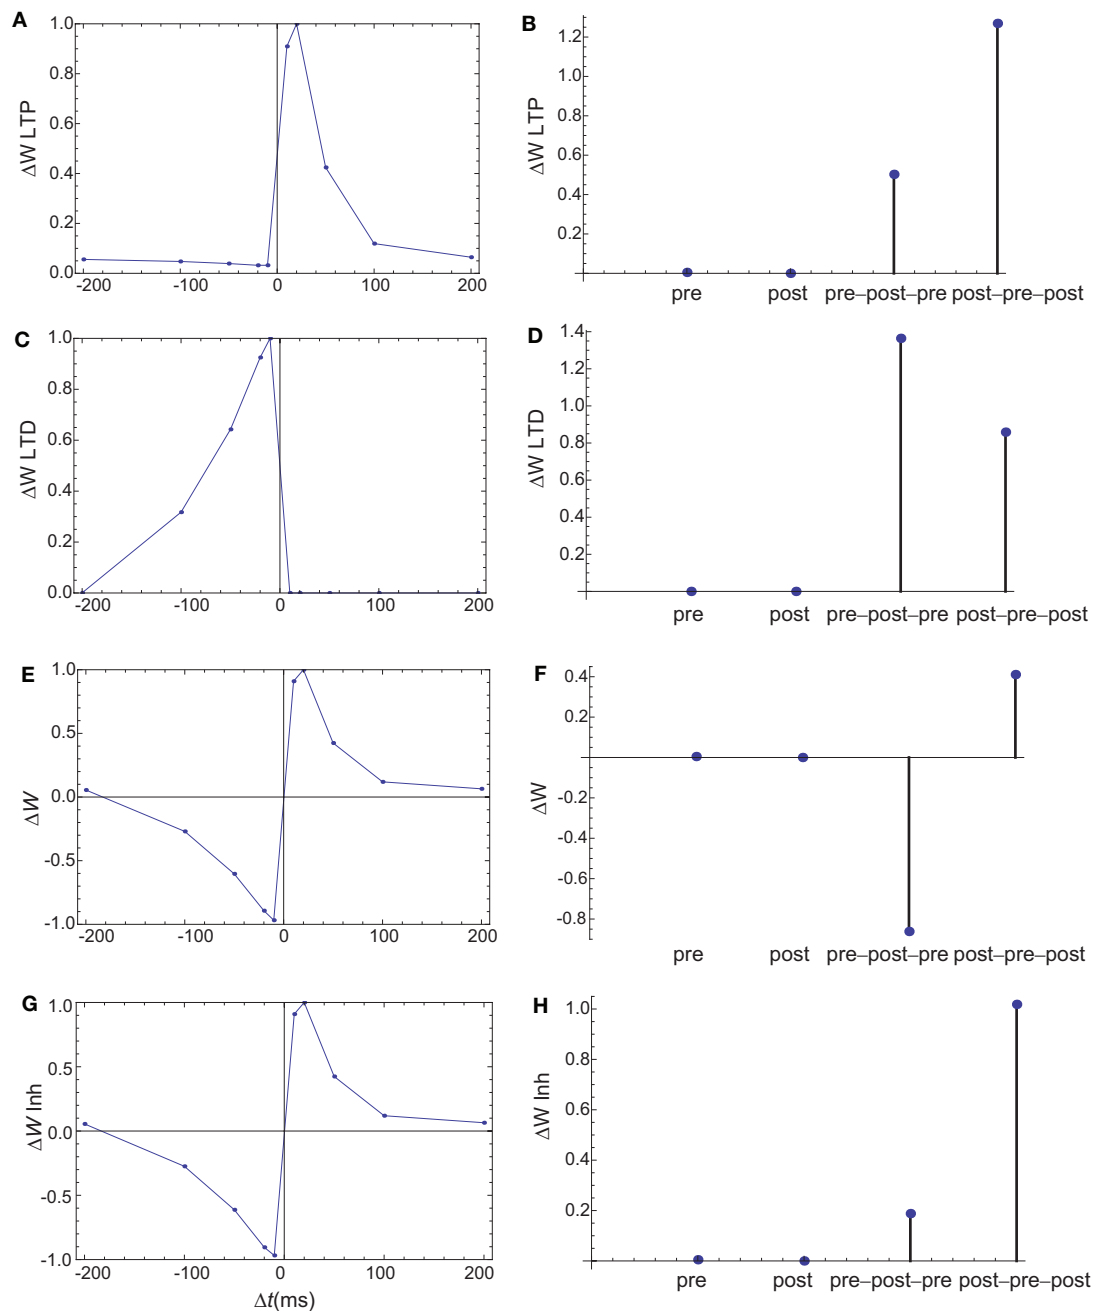 A
ΔW LTP
1.0
0.8
0.6
0.4
0.2
0.0
-200 -100 0 100 200
B
ΔW LTP
1.2
1.0
0.8
0.6
0.4
0.2
pre post pre–post–pre post–pre–post
C
ΔW LTD
1.0
0.8
0.6
0.4
0.2
0.0
-200 -100 0 100 200
D
ΔW LTD
1.4
1.2
1.0
0.8
0.6
0.4
0.2
pre post pre–post–pre post–pre–post
E
ΔW
1.0
0.5
0.0
-0.5
-1.0
-200 -100 0 100 200
F
ΔW
0.4
0.2
-0.2
-0.4
-0.6
-0.8
pre post pre–post–pre post–pre–post
G
ΔW Inh
1.0
0.5
0.0
-0.5
-1.0
-200 -100 0 100 200
Δt(ms)
H
ΔW Inh
1.0
0.8
0.6
0.4
0.2
pre post pre–post–pre post–pre–post